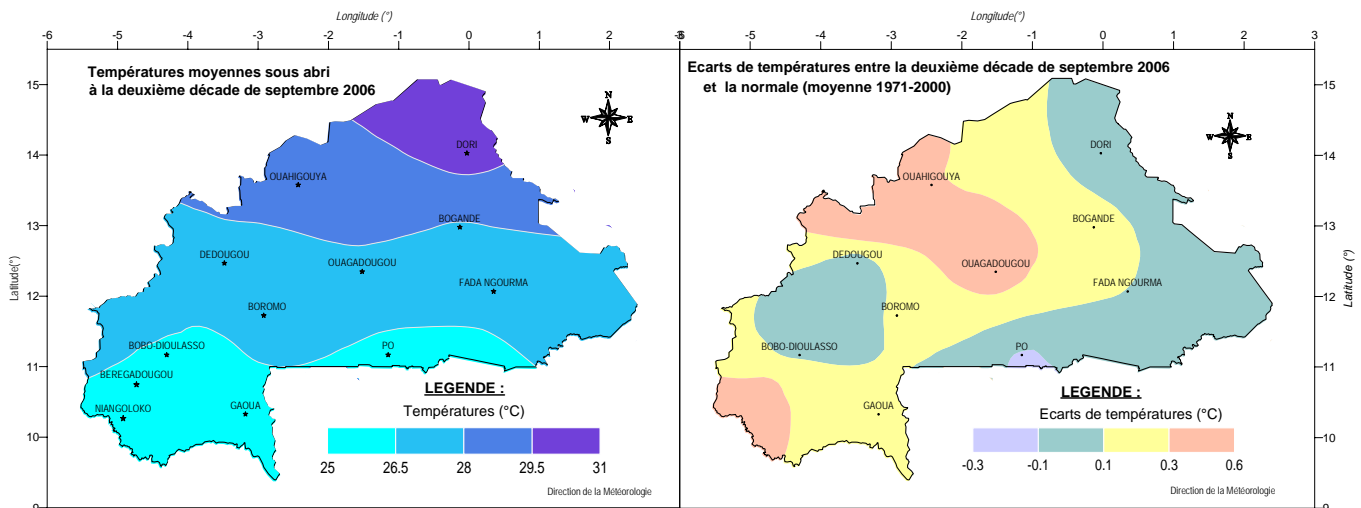 Longitude (°)
-6 -5 -4 -3 -2 -1 0 1 2
Températures moyennes sous abri
à la deuxième décade de septembre 2006
N
W E
S
15
14
13
12
11
10
9
Latitude(°)
DORI
OUAHIGOUYA
BOGANDE
DEDOUGOU
OUAGADOUGOU
FADA NGOURMA
BOROMO
BOBO-DIOULASSO
PO
BEREGADOUGOU
NIANGOLOKO
GAOUA
LEGENDE :
Températures (°C)
25 26.5 28 29.5 31
Direction de la Météorologie
Longitude(°)
-5 -4 -3 -2 -1 0 -1 2 3
Ecarts de températures entre la deuxième décade de septembre 2006
et la normale (moyenne 1971-2000)
N
W E
S
15
14
13
12
11
10
9
Latitude (°)
DORI
OUAHIGOUYA
BOGANDE
DEDOUGOU
OUAGADOUGOU
FADA NGOURMA
BOROMO
BOBO-DIOULASSO
PO
GAOUA
LEGENDE :
Ecarts de températures (°C)
-0.3 -0.1 0.1 0.3 0.6
Direction de la Météorologie